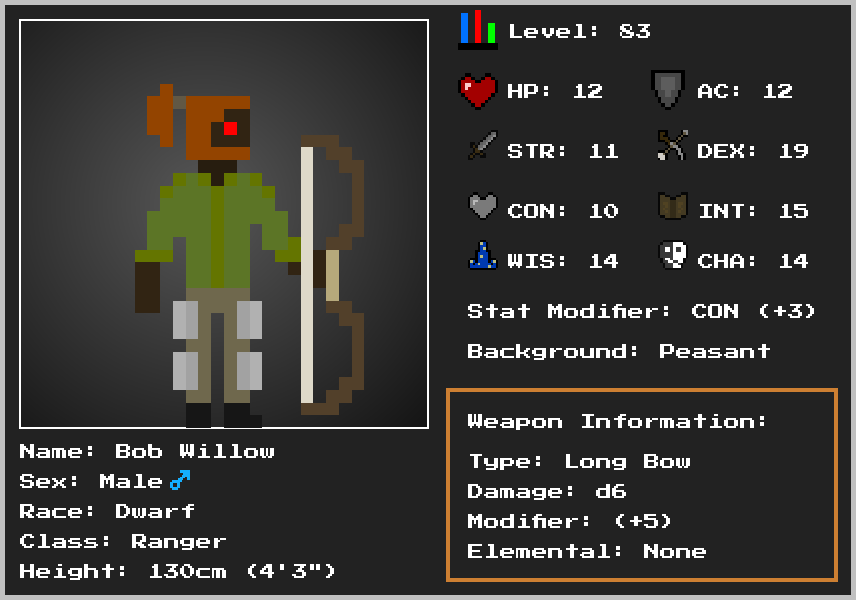 Level: 83
HP: 12 AC: 12
STR: 11 DEX: 19
CON: 10 INT: 15
WIS: 14 CHA: 14
Stat Modifier: CON (+3)
Background: Peasant
Weapon Information:
Type: Long Bow
Damage: d6
Modifier: (+5)
Elemental: None
Name: Bob Willow
Sex: Male ♂
Race: Dwarf
Class: Ranger
Height: 130cm (4'3")